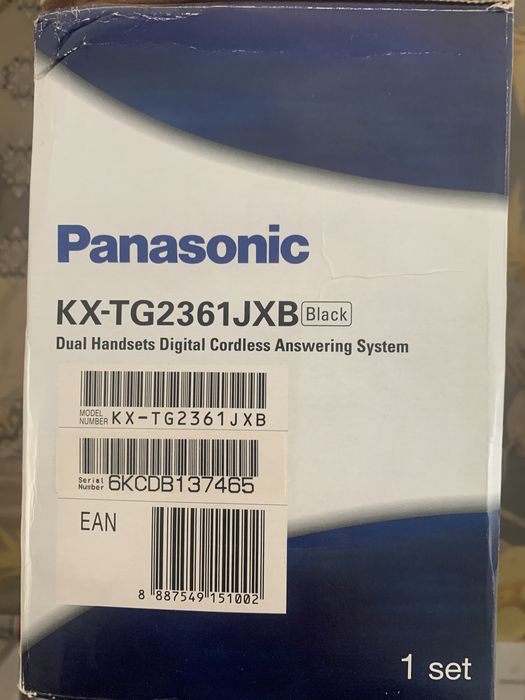 Panasonic
KX-TG2361JXB Black
Dual Handsets Digital Cordless Answering System
MODEL NUMBER KX-TG2361JXB
Serial Number 6KCDB137465
EAN
8 887549 151002
1 set